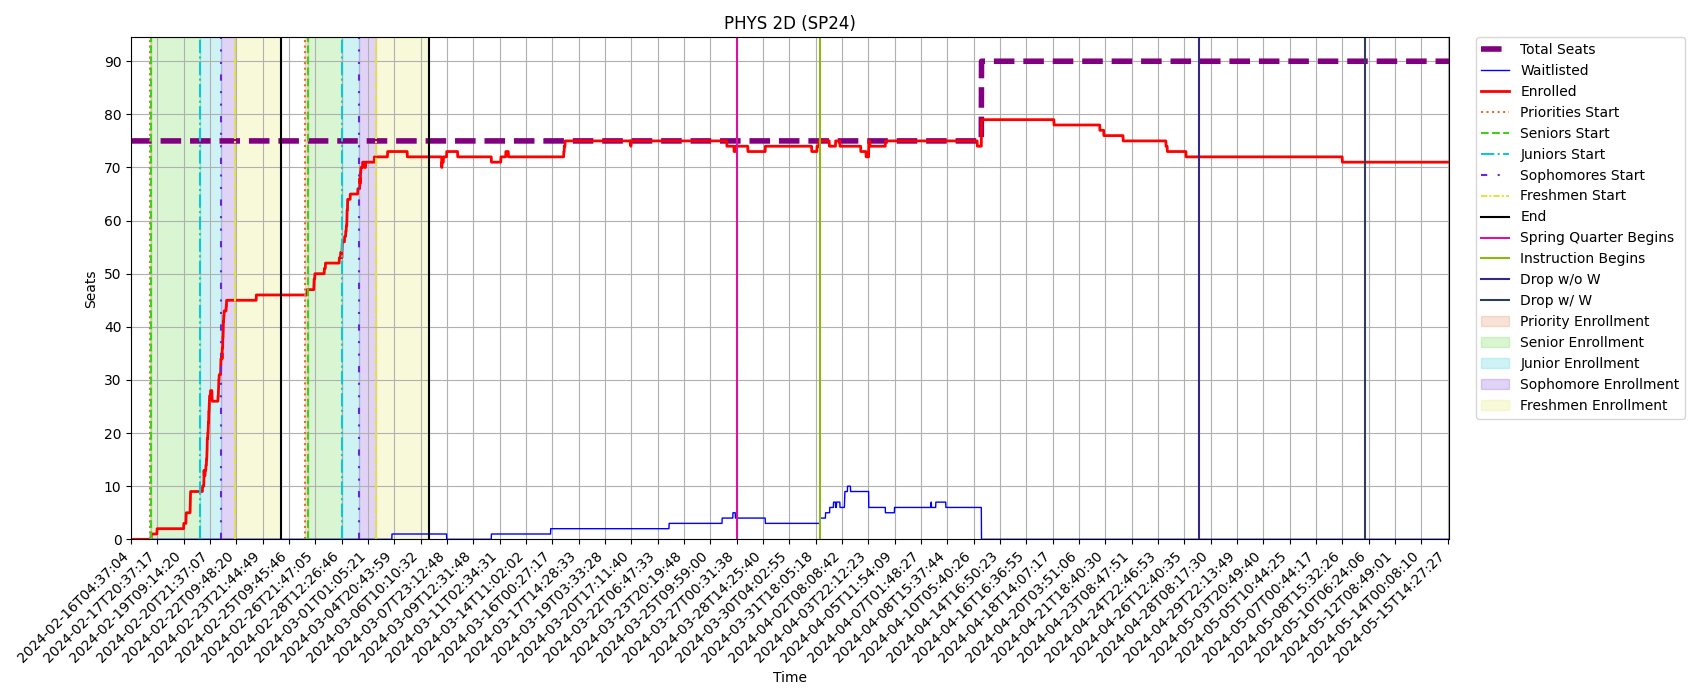 PHYS 2D (SP24)
Seats
90
80
70
60
50
40
30
20
10
0
2024-02-16T04:37:04
2024-02-17T20:37:17
2024-02-19T09:14:20
2024-02-20T21:37:07
2024-02-22T09:48:20
2024-02-23T21:44:49
2024-02-25T09:45:46
2024-02-26T21:47:05
2024-02-28T12:26:46
2024-03-01T01:05:21
2024-03-04T20:43:59
2024-03-06T10:10:32
2024-03-07T23:12:48
2024-03-09T12:31:48
2024-03-11T02:34:31
2024-03-14T11:02:02
2024-03-16T00:27:17
2024-03-17T14:28:33
2024-03-19T03:33:28
2024-03-20T17:11:40
2024-03-22T06:47:33
2024-03-23T20:19:48
2024-03-25T09:59:00
2024-03-27T00:31:38
2024-03-28T14:25:40
2024-03-30T04:02:55
2024-03-31T18:05:18
2024-04-02T08:08:42
2024-04-03T22:12:23
2024-04-05T11:54:09
2024-04-07T01:48:27
2024-04-08T15:37:44
2024-04-10T05:40:26
2024-04-14T16:50:23
2024-04-16T16:36:55
2024-04-18T14:07:17
2024-04-20T03:51:06
2024-04-21T18:40:30
2024-04-23T08:47:51
2024-04-24T22:46:53
2024-04-26T12:40:35
2024-04-28T08:17:30
2024-04-29T22:13:49
2024-05-03T20:49:40
2024-05-05T10:44:25
2024-05-07T00:44:17
2024-05-08T15:32:26
2024-05-10T06:24:06
2024-05-12T08:49:01
2024-05-14T00:08:10
2024-05-15T14:27:27
Time
Total Seats
Waitlisted
Enrolled
Priorities Start
Seniors Start
Juniors Start
Sophomores Start
Freshmen Start
End
Spring Quarter Begins
Instruction Begins
Drop w/o W
Drop w/ W
Priority Enrollment
Senior Enrollment
Junior Enrollment
Sophomore Enrollment
Freshmen Enrollment